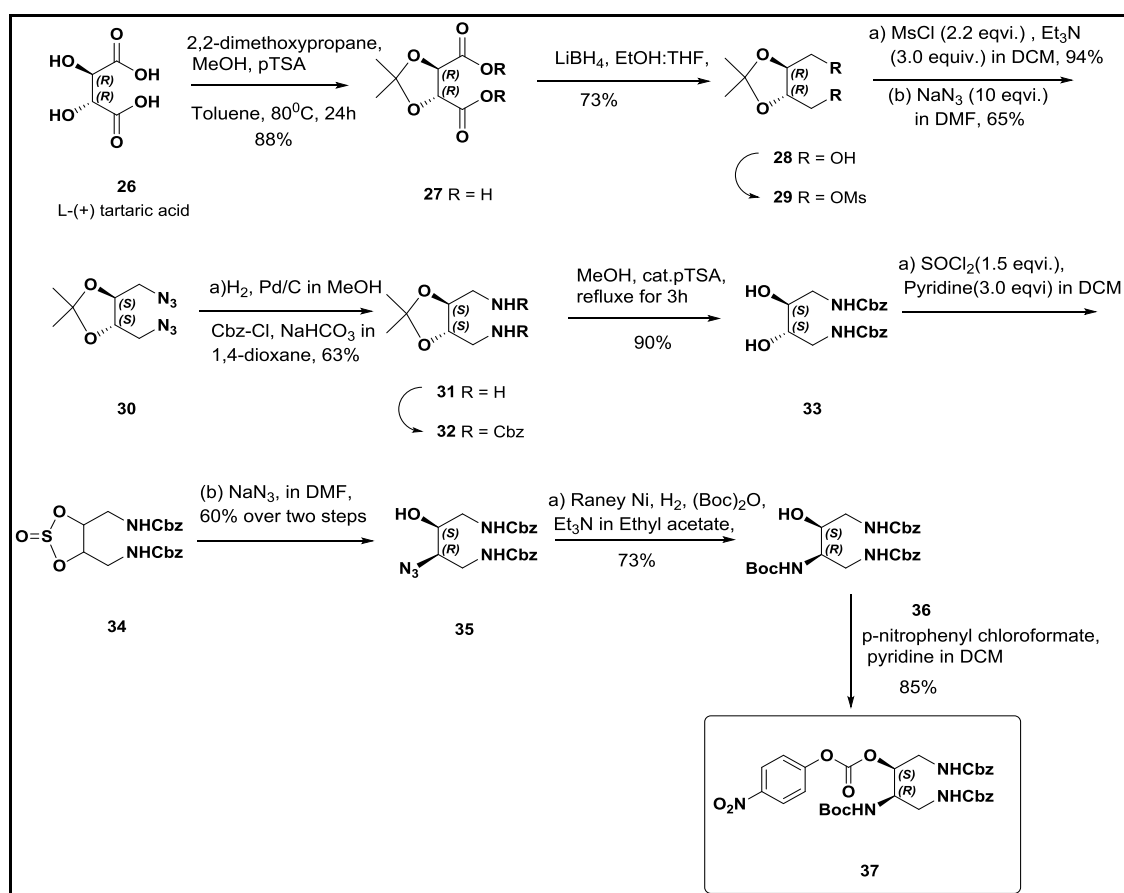 2,2-dimethoxypropane,
MeOH, pTSA
Toluene, 80⁰C, 24h
88%
HO
HO
O
OH
OH
O
(R)
(R)
26
L-(+) tartaric acid
O
O
O
OR
OR
O
(R)
(R)
27 R = H
LiBH4, EtOH:THF,
73%
O
O
R
R
(R)
(R)
28 R = OH
29 R = OMs
a) MsCl (2.2 eqvi.) , Et3N
(3.0 equiv.) in DCM, 94%
(b) NaN3 (10 eqvi.)
in DMF, 65%
O
O
N3
N3
(S)
(S)
30
a)H2, Pd/C in MeOH
Cbz-Cl, NaHCO3 in
1,4-dioxane, 63%
O
O
NHR
NHR
(S)
(S)
31 R = H
32 R = Cbz
MeOH, cat.pTSA,
refluxe for 3h
90%
HO
HO
NHCbz
NHCbz
(S)
(S)
33
a) SOCl2(1.5 eqvi.),
Pyridine(3.0 eqvi) in DCM
O=S
O
O
NHCbz
NHCbz
34
(b) NaN3, in DMF,
60% over two steps
HO
N3
NHCbz
NHCbz
(S)
(R)
35
a) Raney Ni, H2, (Boc)2O,
Et3N in Ethyl acetate,
73%
HO
BocHN
NHCbz
NHCbz
(S)
(R)
36
p-nitrophenyl chloroformate,
pyridine in DCM
85%
O2N
O
O
O
BocHN
NHCbz
NHCbz
(S)
(R)
37